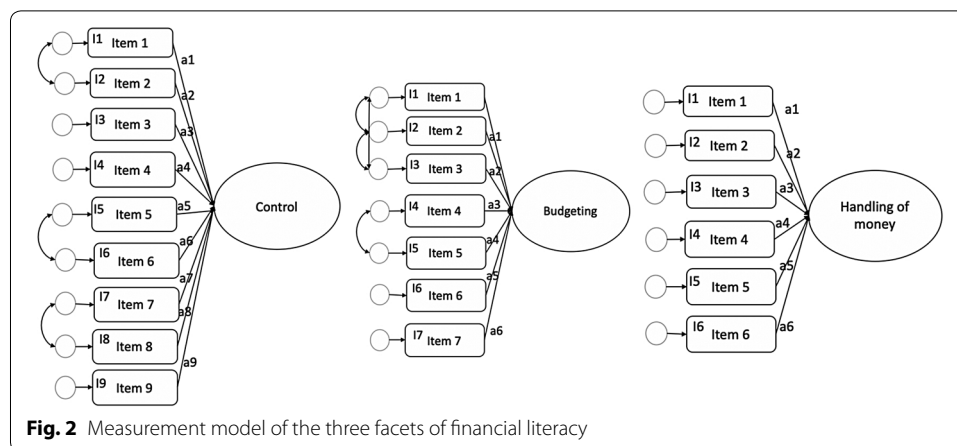 I1 Item 1
a1
I2 Item 2
a2
I3 Item 3
a3
I4 Item 4
a4
I5 Item 5
a5
I6 Item 6
a6
I7 Item 7
a7
I8 Item 8
a8
I9 Item 9
a9
Control
I1 Item 1
I2 Item 2
a1
I3 Item 3
a2
I4 Item 4
a3
I5 Item 5
a4
I6 Item 6
a5
I7 Item 7
a6
Budgeting
I1 Item 1
a1
I2 Item 2
a2
I3 Item 3
a3
I4 Item 4
a4
I5 Item 5
a5
I6 Item 6
a6
Handling of
money
Fig. 2 Measurement model of the three facets of financial literacy